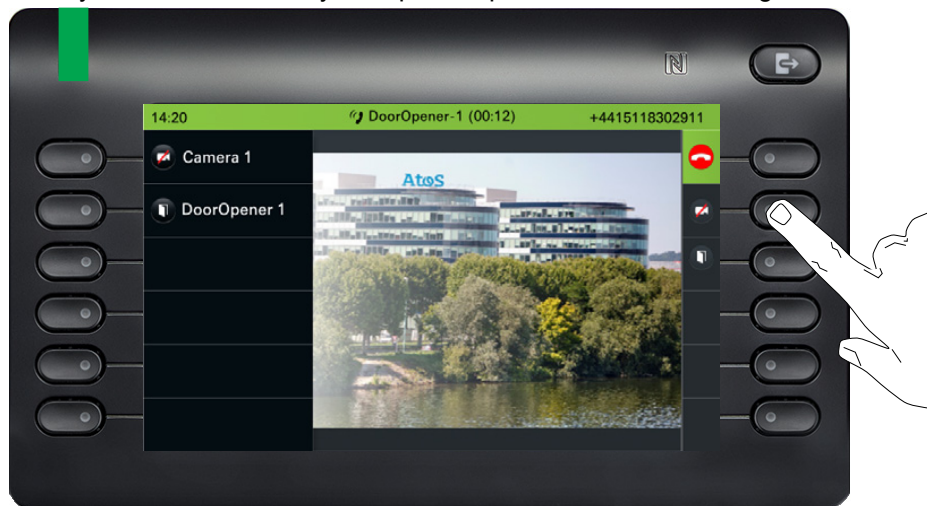 14:20
DoorOpener-1 (00:12)
+4415118302911
Camera 1
DoorOpener 1
AtoS